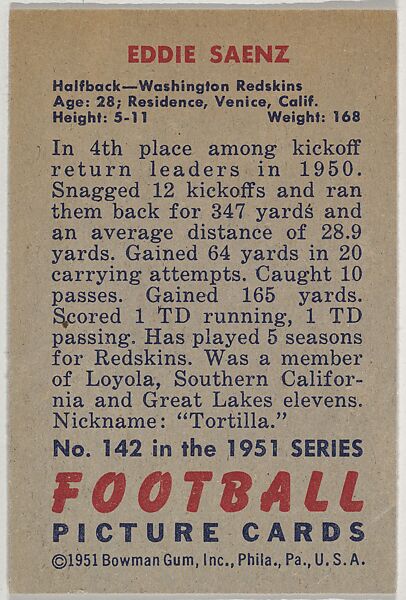 EDDIE SAENZ
Halfback—Washington Redskins
Age: 28; Residence, Venice, Calif.
Height: 5-11 Weight: 168
In 4th place among kickoff
return leaders in 1950.
Snagged 12 kickoffs and ran
them back for 347 yards and
an average distance of 28.9
yards. Gained 64 yards in 20
carrying attempts. Caught 10
passes. Gained 165 yards.
Scored 1 TD running, 1 TD
passing. Has played 5 seasons
for Redskins. Was a member
of Loyola, Southern Califor-
nia and Great Lakes elevens.
Nickname: “Tortilla.”
No. 142 in the 1951 SERIES
FOOTBALL
PICTURE CARDS
©1951 Bowman Gum, Inc., Phila., Pa., U. S. A.